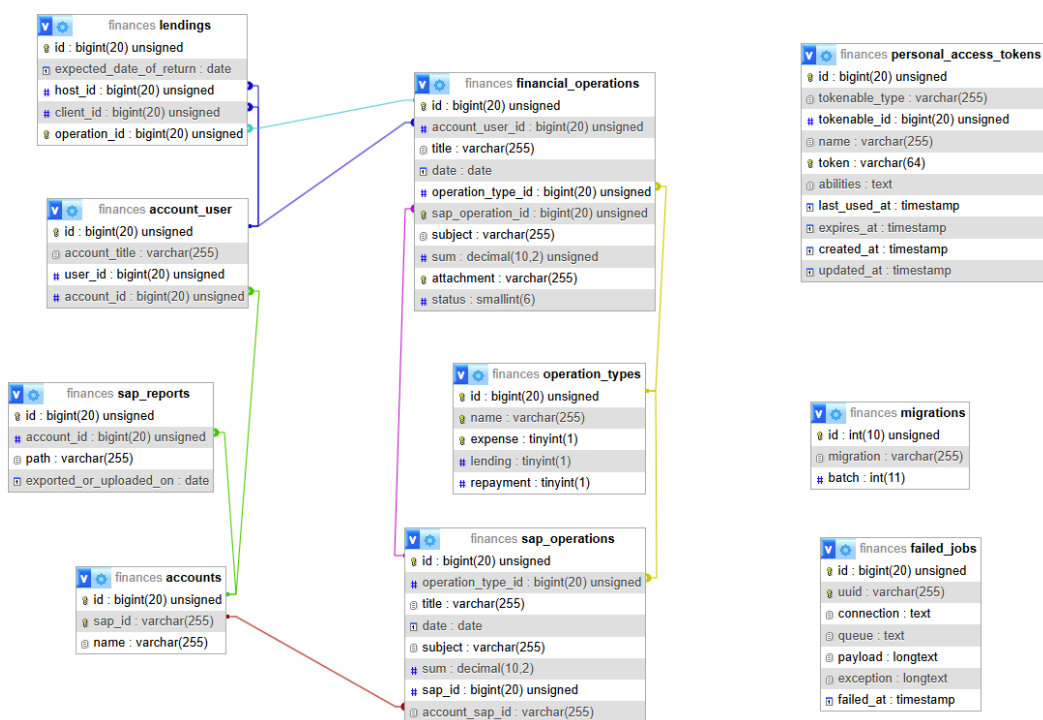 finances lendings
id : bigint(20) unsigned
expected_date_of_return : date
host_id : bigint(20) unsigned
client_id : bigint(20) unsigned
operation_id : bigint(20) unsigned
finances account_user
id : bigint(20) unsigned
account_title : varchar(255)
user_id : bigint(20) unsigned
account_id : bigint(20) unsigned
finances sap_reports
id : bigint(20) unsigned
account_id : bigint(20) unsigned
path : varchar(255)
exported_or_uploaded_on : date
finances accounts
id : bigint(20) unsigned
sap_id : varchar(255)
name : varchar(255)
finances financial_operations
id : bigint(20) unsigned
account_user_id : bigint(20) unsigned
title : varchar(255)
date : date
operation_type_id : bigint(20) unsigned
sap_operation_id : bigint(20) unsigned
subject : varchar(255)
sum : decimal(10,2) unsigned
attachment : varchar(255)
status : smallint(6)
finances operation_types
id : bigint(20) unsigned
name : varchar(255)
expense : tinyint(1)
lending : tinyint(1)
repayment : tinyint(1)
finances sap_operations
id : bigint(20) unsigned
operation_type_id : bigint(20) unsigned
title : varchar(255)
date : date
subject : varchar(255)
sum : decimal(10,2)
sap_id : bigint(20) unsigned
account_sap_id : varchar(255)
finances personal_access_tokens
id : bigint(20) unsigned
tokenable_type : varchar(255)
tokenable_id : bigint(20) unsigned
name : varchar(255)
token : varchar(64)
abilities : text
last_used_at : timestamp
expires_at : timestamp
created_at : timestamp
updated_at : timestamp
finances migrations
id : int(10) unsigned
migration : varchar(255)
batch : int(11)
finances failed_jobs
id : bigint(20) unsigned
uuid : varchar(255)
connection : text
queue : text
payload : longtext
exception : longtext
failed_at : timestamp